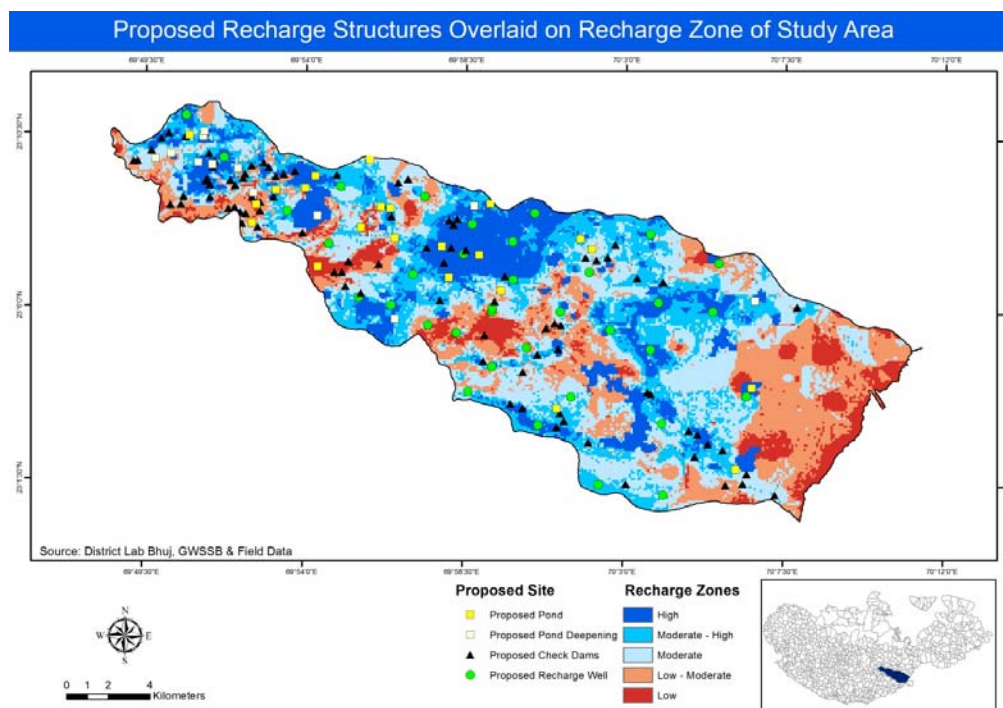 Proposed Recharge Structures Overlaid on Recharge Zone of Study Area
69°49'30"E 69°54'0"E 69°58'30"E 70°3'0"E 70°7'30"E 70°12'0"E
23°10'30"N
23°6'0"N
23°1'30"N
Source: District Lab Bhuj, GWSSB & Field Data
69°49'30"E 69°54'0"E 69°58'30"E 70°3'0"E 70°7'30"E 70°12'0"E
N
W E
S
0 1 2 4
Kilometers
Proposed Site
Proposed Pond
Proposed Pond Deepening
Proposed Check Dams
Proposed Recharge Well
Recharge Zones
High
Moderate - High
Moderate
Low - Moderate
Low